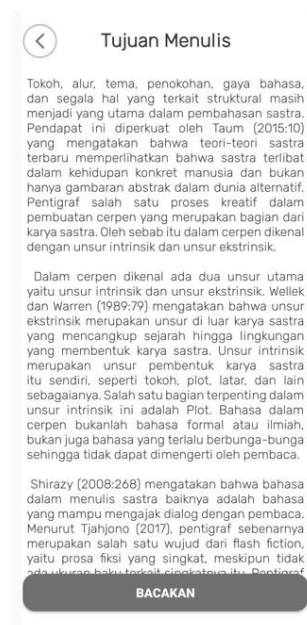 Tujuan Menulis
Tokoh, alur, tema, penokohan, gaya bahasa,
dan segala hal yang terkait struktural masih
menjadi yang utama dalam pembahasan sastra.
Pendapat ini diperkuat oleh Taum (2015:10)
yang mengatakan bahwa teori-teori sastra
terbaru memperlihatkan bahwa sastra terlibat
dalam kehidupan konkret manusia dan bukan
hanya gambaran abstrak dalam dunia alternatif.
Pentigraf salah satu proses kreatif dalam
pembuatan cerpen yang merupakan bagian dari
karya sastra. Oleh sebab itu dalam cerpen dikenal
dengan unsur intrinsik dan unsur ekstrinsik.
Dalam cerpen dikenal ada dua unsur utama
yaitu unsur intrinsik dan unsur ekstrinsik. Wellek
dan Warren (1989:79) mengatakan bahwa unsur
ekstrinsik merupakan unsur di luar karya sastra
yang mencangkup sejarah hingga lingkungan
yang membentuk karya sastra. Unsur intrinsik
merupakan unsur pembentuk karya sastra
itu sendiri, seperti tokoh, plot, latar, dan lain
sebagaianya. Salah satu bagian terpenting dalam
unsur intrinsik ini adalah Plot. Bahasa dalam
cerpen bukanlah bahasa formal atau ilmiah,
bukan juga bahasa yang terlalu berbunga-bunga
sehingga tidak dapat dimengerti oleh pembaca.
Shirazy (2008:268) mengatakan bahwa bahasa
dalam menulis sastra baiknya adalah bahasa
yang mampu mengajak dialog dengan pembaca.
Menurut Tjahjono (2017), pentigraf sebenarnya
merupakan salah satu wujud dari flash fiction,
yaitu prosa fiksi yang singkat, meskipun tidak
ada ukuran baku terkait singkatnya itu. Pentigraf
BACAKAN